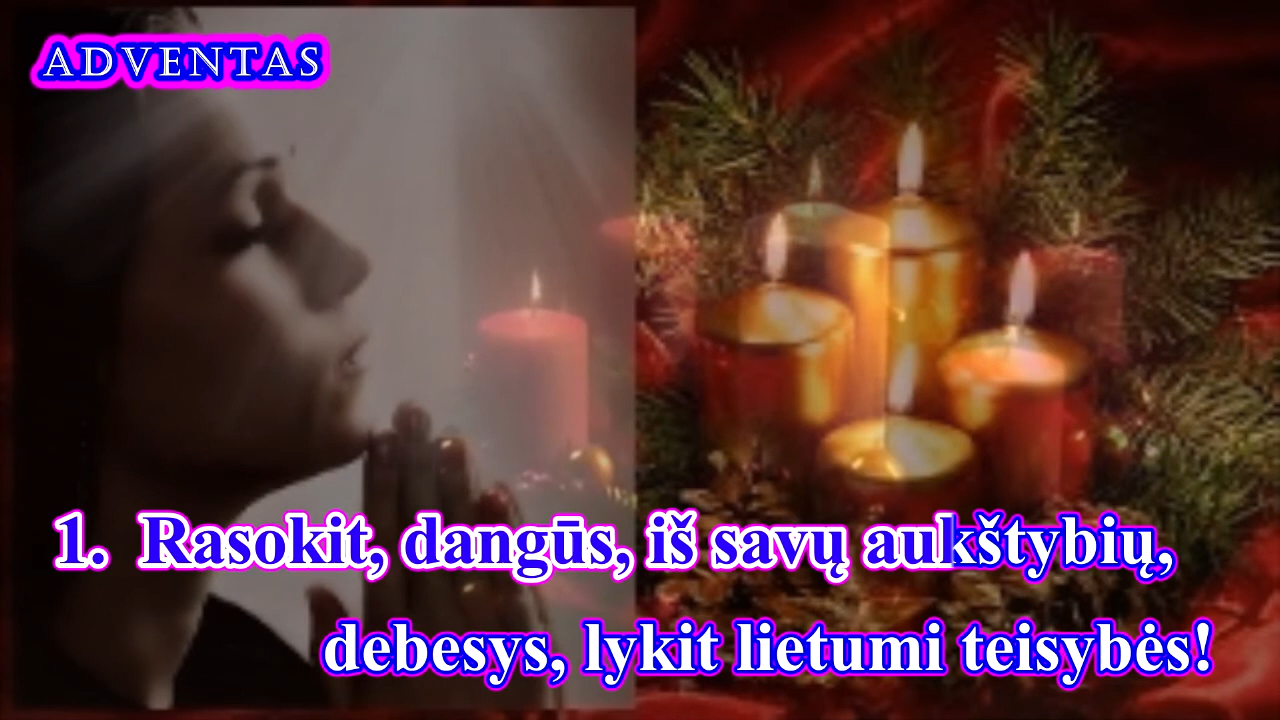 ADVENTAS
1. Rasokit, dangūs, iš savų aukštybių,
debesys, lykit lietumi teisybės!